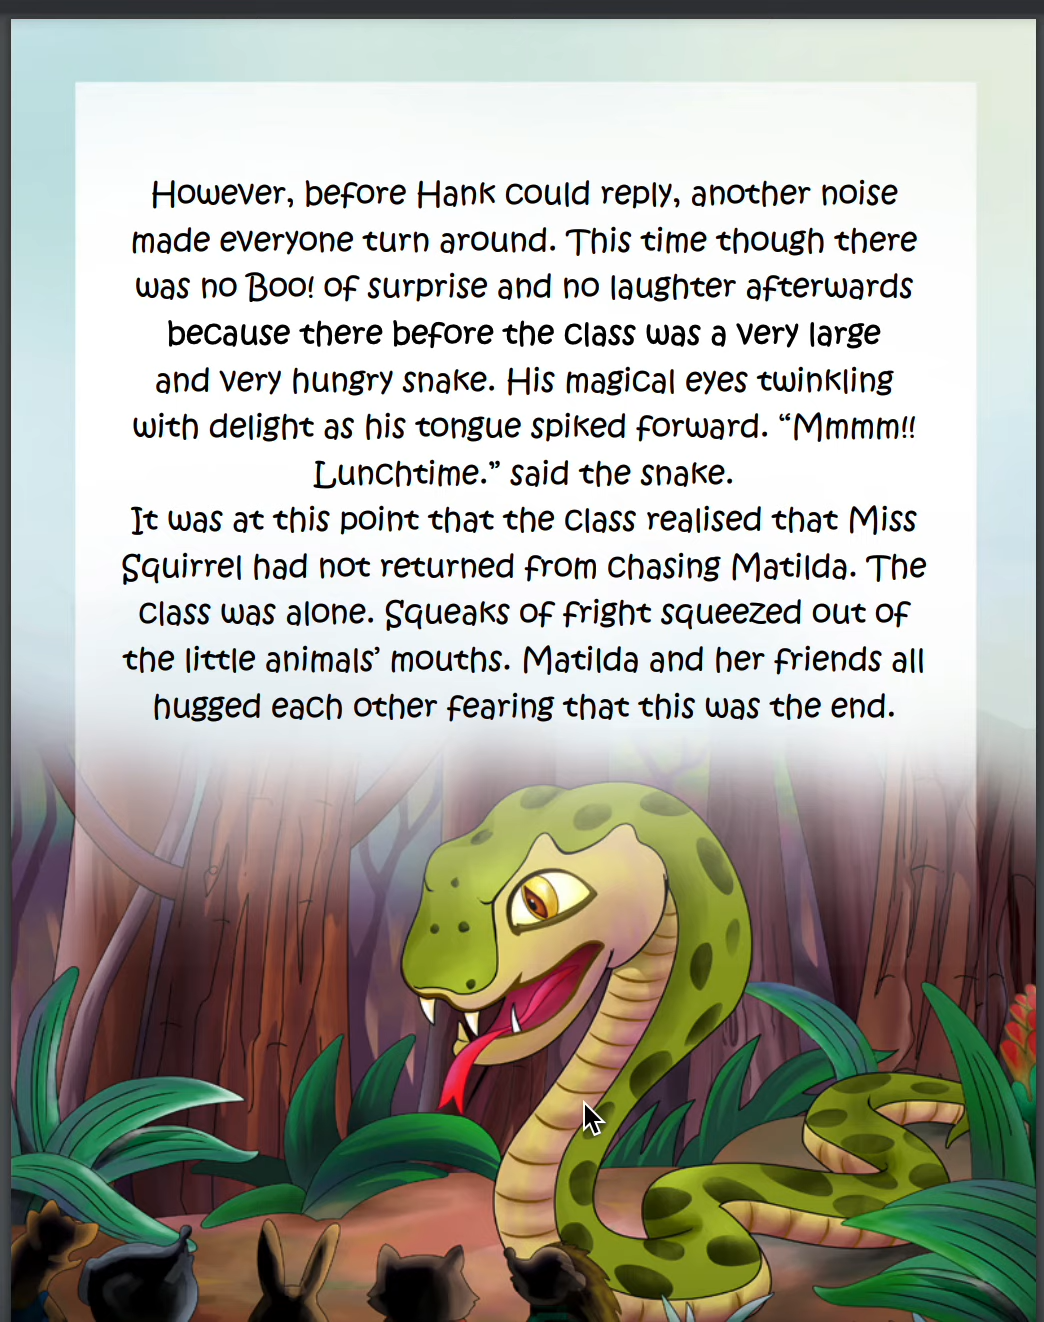 However, before Hank could reply, another noise
made everyone turn around. This time though there
was no Boo! of surprise and no laughter afterwards
because there before the class was a very large
and very hungry snake. His magical eyes twinkling
with delight as his tongue spiked forward. “Mmmm!!
Lunchtime.” said the snake.
It was at this point that the class realised that Miss
Squirrel had not returned from chasing Matilda. The
class was alone. Squeaks of fright squeezed out of
the little animals’ mouths. Matilda and her friends all
hugged each other fearing that this was the end.